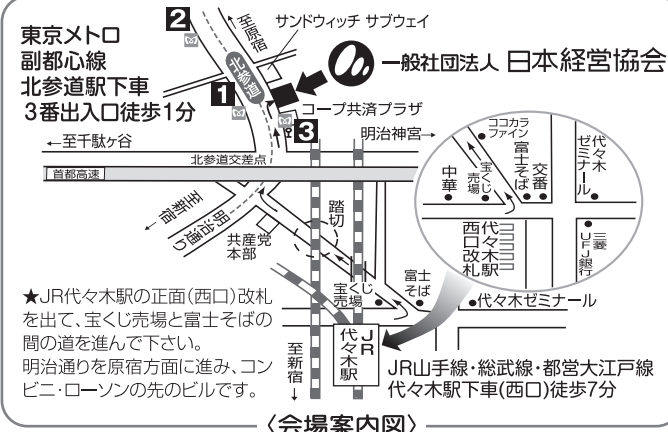 東京メトロ
副都心線
北参道駅下車
3番出入口徒歩1分
2
至原宿
サンドウィッチ サブウェイ
一般社団法人 日本経営協会
北参道
1
コープ共済プラザ
3
←至千駄ヶ谷
明治神宮→
北参道交差点
首都高速
至新宿
明治通り
共産党
本部
踏切
宝くじ
売場
富士
そば
●代々木ゼミナール
JR
代々木駅
至新宿→
ココカラ
ファイン
中華
宝くじ
売場
富士そば
交番
代々木
ゼミナール
代々木駅
西口改札
三菱
UFJ銀行
★JR代々木駅の正面(西口)改札
を出て、宝くじ売場と富士そばの
間の道を進んで下さい。
明治通りを原宿方面に進み、コン
ビニ・ローソンの先のビルです。
JR山手線・総武線・都営大江戸線
代々木駅下車(西口)徒歩7分
〈会場案内図〉